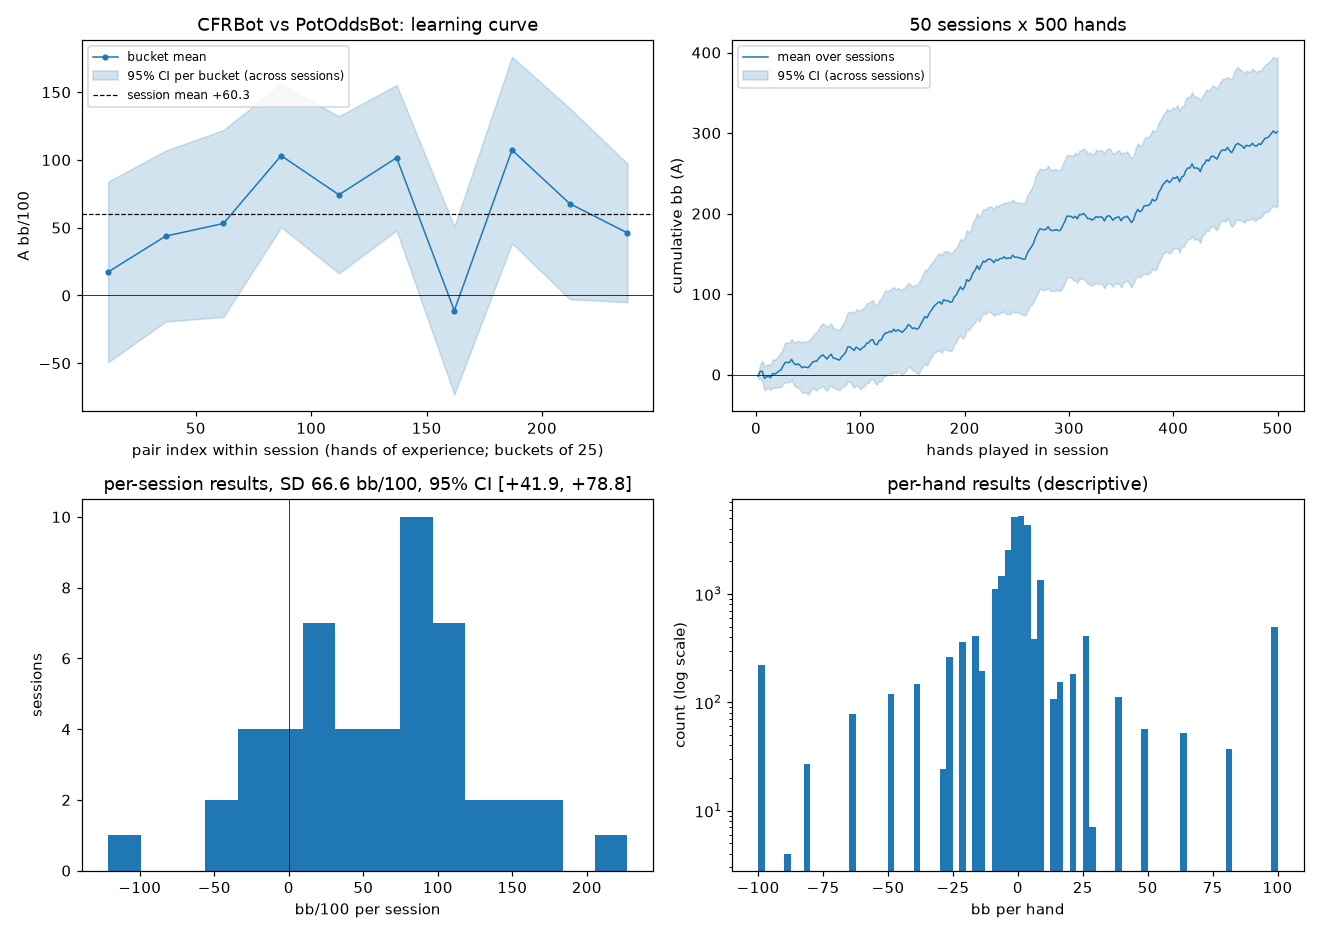 CFRBot vs PotOddsBot: learning curve
bucket mean
95% CI per bucket (across sessions)
session mean +60.3
A bb/100
150
100
50
0
−50
50
100
150
200
pair index within session (hands of experience; buckets of 25)
50 sessions x 500 hands
mean over sessions
95% CI (across sessions)
cumulative bb (A)
400
300
200
100
0
0
100
200
300
400
500
hands played in session
per-session results, SD 66.6 bb/100, 95% CI [+41.9, +78.8]
sessions
10
8
6
4
2
0
−100
−50
0
50
100
150
200
bb/100 per session
per-hand results (descriptive)
count (log scale)
10³
10²
10¹
−100
−75
−50
−25
0
25
50
75
100
bb per hand